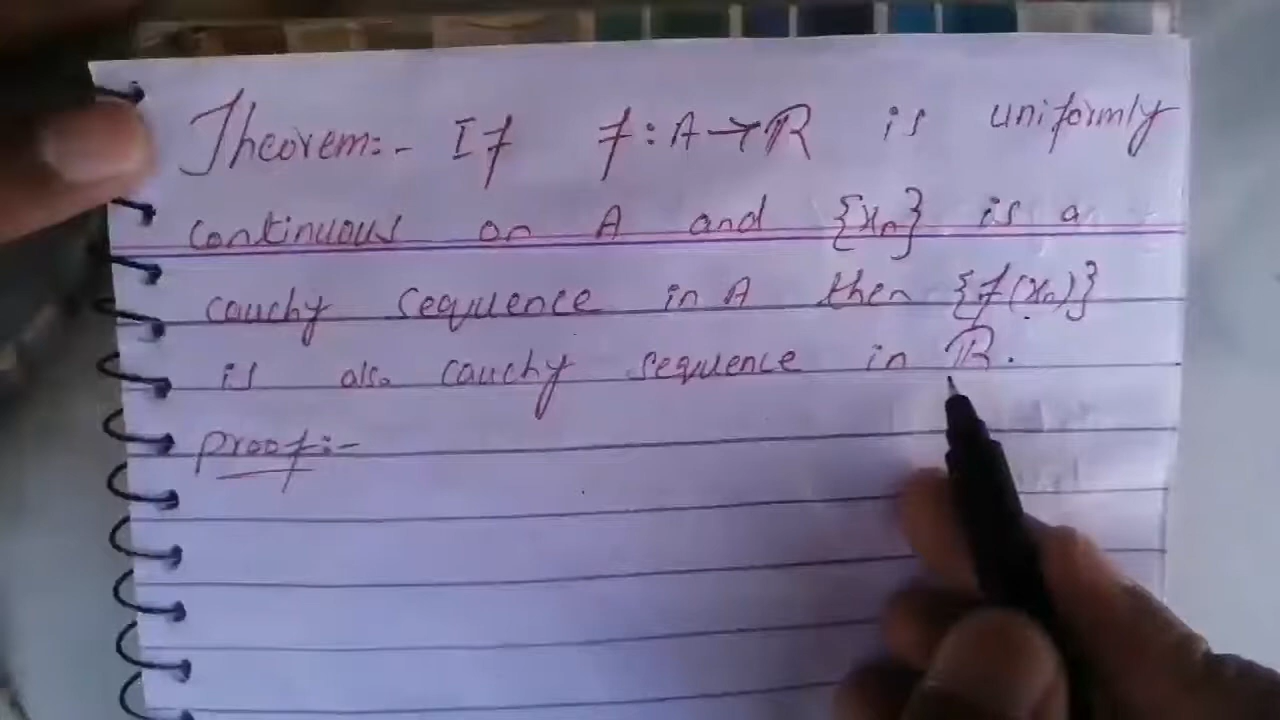 Theorem:- If f:A→R is uniformly
continuous on A and {xn} is a
cauchy sequence in A then {f(xn)}
is also cauchy sequence in R.
proof:-